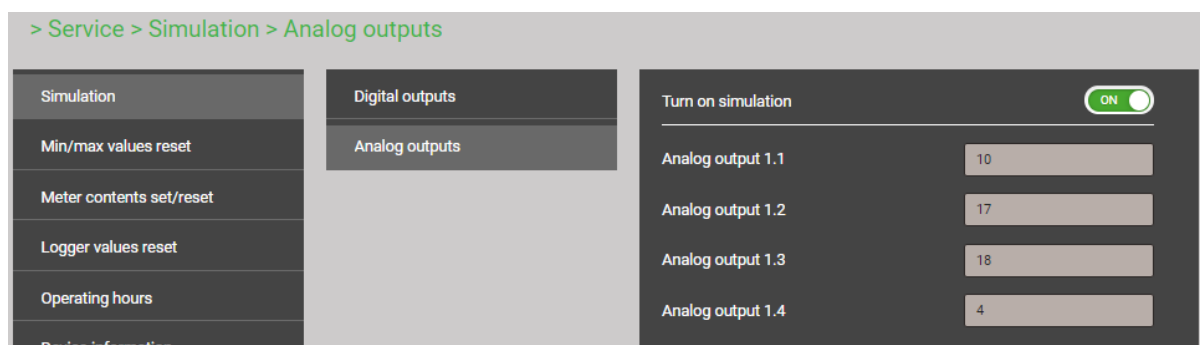 > Service > Simulation > Analog outputs
Simulation
Min/max values reset
Meter contents set/reset
Logger values reset
Operating hours
Device information
Digital outputs
Analog outputs
Turn on simulation ON
Analog output 1.1 10
Analog output 1.2 17
Analog output 1.3 18
Analog output 1.4 4